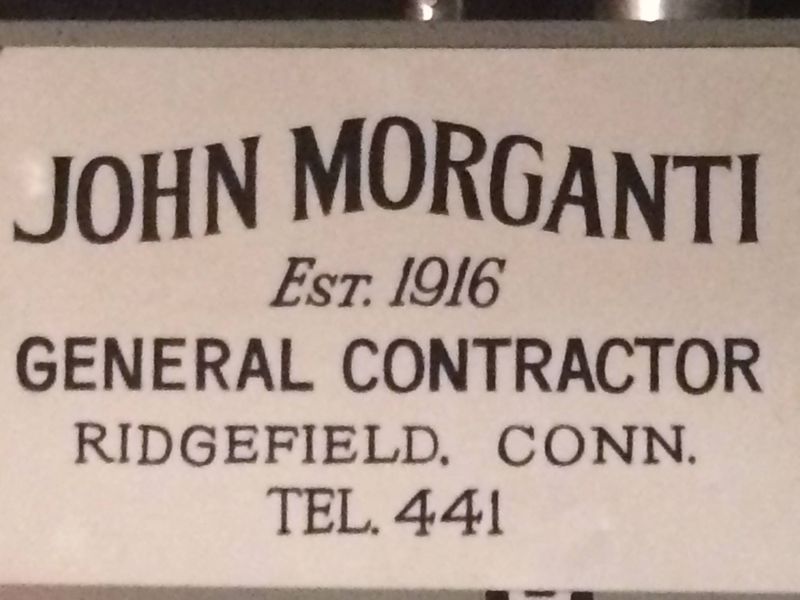 JOHN MORGANTI
EST. 1916
GENERAL CONTRACTOR
RIDGEFIELD. CONN.
TEL. 441